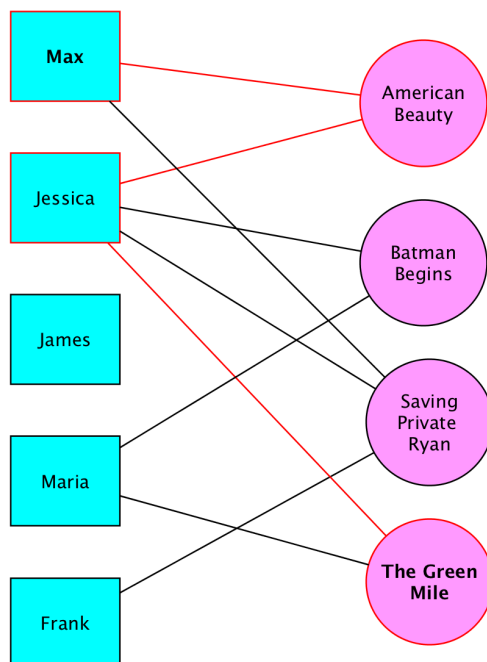 Max
American
Beauty
Jessica
Batman
Begins
James
Saving
Private
Ryan
Maria
The Green
Mile
Frank